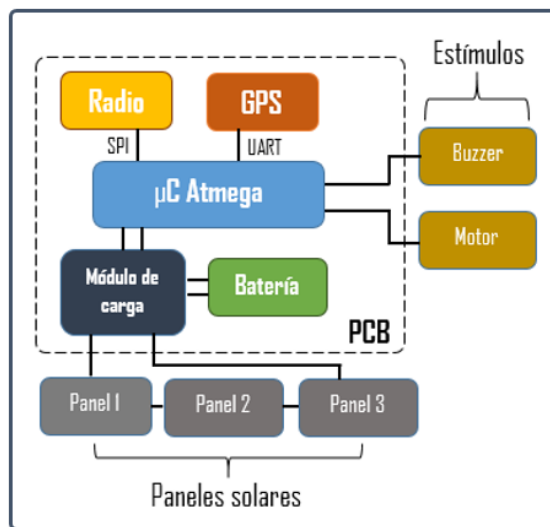 Estímulos
Radio
GPS
SPI
UART
Buzzer
µC Atmega
Motor
Módulo de
carga
Batería
PCB
Panel 1
Panel 2
Panel 3
Paneles solares